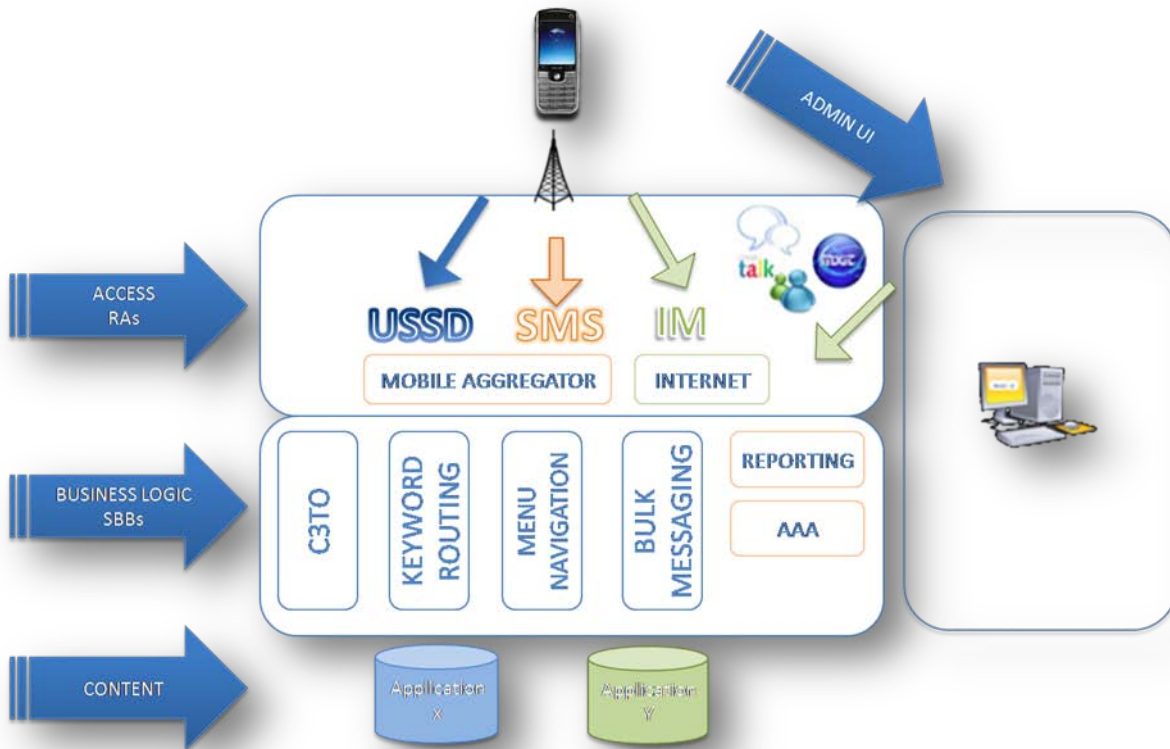 ADMIN UI
ACCESS
RAs
talk
USSD
SMS
IM
MOBILE AGGREGATOR
INTERNET
BUSINESS LOGIC
SBBs
C3TO
KEYWORD
ROUTING
MENU
NAVIGATION
BULK
MESSAGING
REPORTING
AAA
CONTENT
Application
X
Application
Y